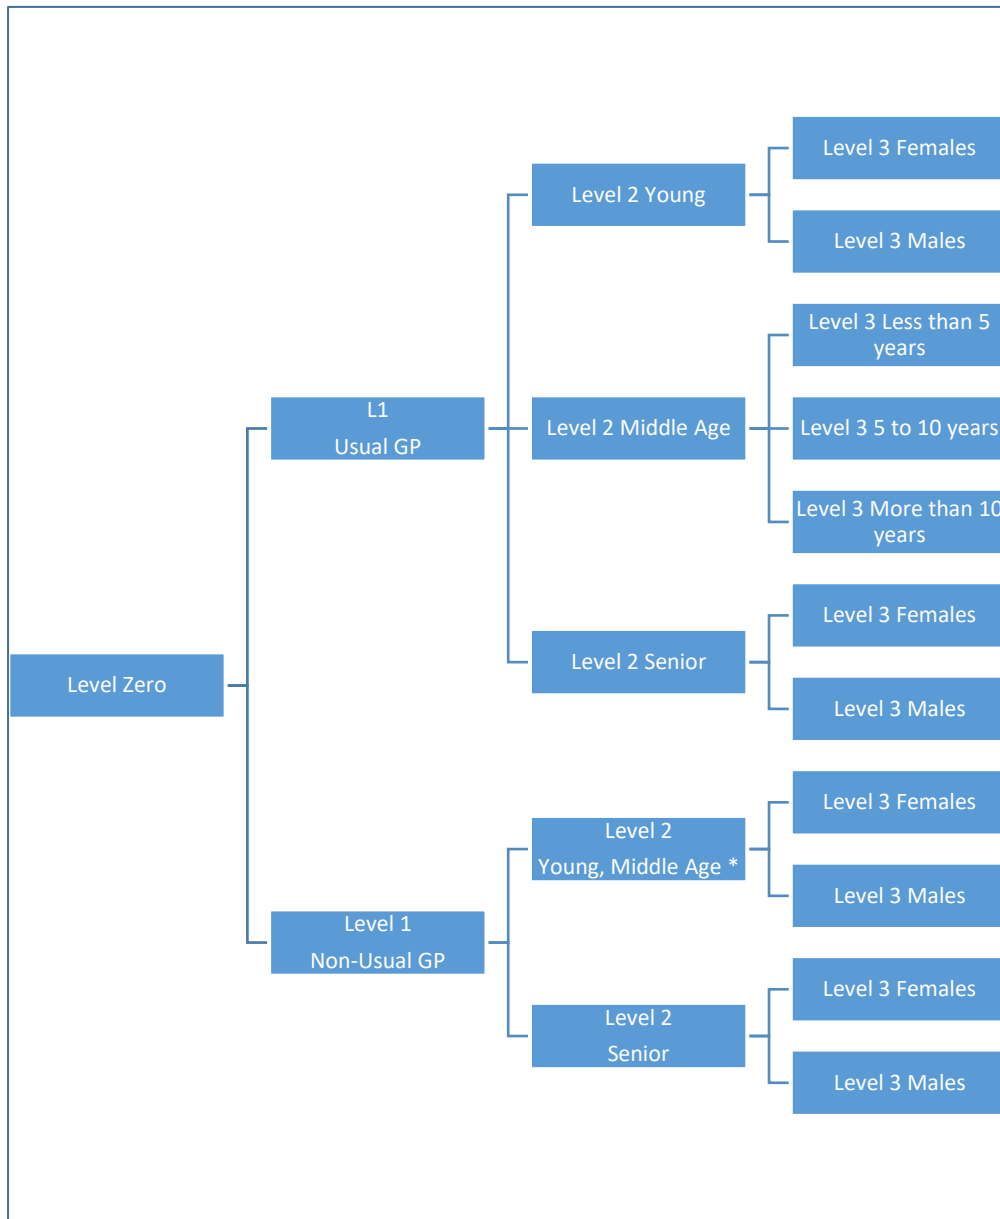 Level Zero
L1
Usual GP
Level 2 Young
Level 3 Females
Level 3 Males
Level 2 Middle Age
Level 3 Less than 5
years
Level 3 5 to 10 years
Level 3 More than 10
years
Level 2 Senior
Level 3 Females
Level 3 Males
Level 1
Non-Usual GP
Level 2
Young, Middle Age *
Level 3 Females
Level 3 Males
Level 2
Senior
Level 3 Females
Level 3 Males